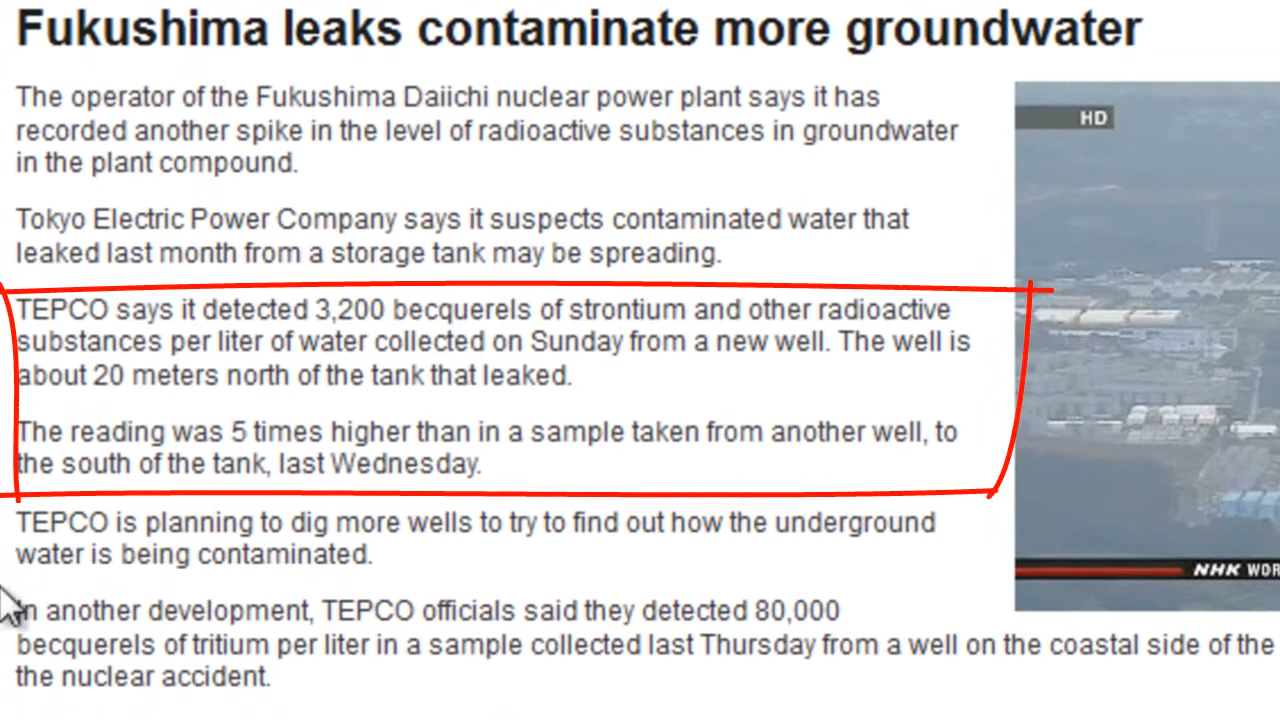 Fukushima leaks contaminate more groundwater
The operator of the Fukushima Daiichi nuclear power plant says it has
recorded another spike in the level of radioactive substances in groundwater
in the plant compound.
Tokyo Electric Power Company says it suspects contaminated water that
leaked last month from a storage tank may be spreading.
TEPCO says it detected 3,200 becquerels of strontium and other radioactive
substances per liter of water collected on Sunday from a new well. The well is
about 20 meters north of the tank that leaked.
The reading was 5 times higher than in a sample taken from another well, to
the south of the tank, last Wednesday.
TEPCO is planning to dig more wells to try to find out how the underground
water is being contaminated.
In another development, TEPCO officials said they detected 80,000
becquerels of tritium per liter in a sample collected last Thursday from a well on the coastal side of the
the nuclear accident.
HD
NHK WOR